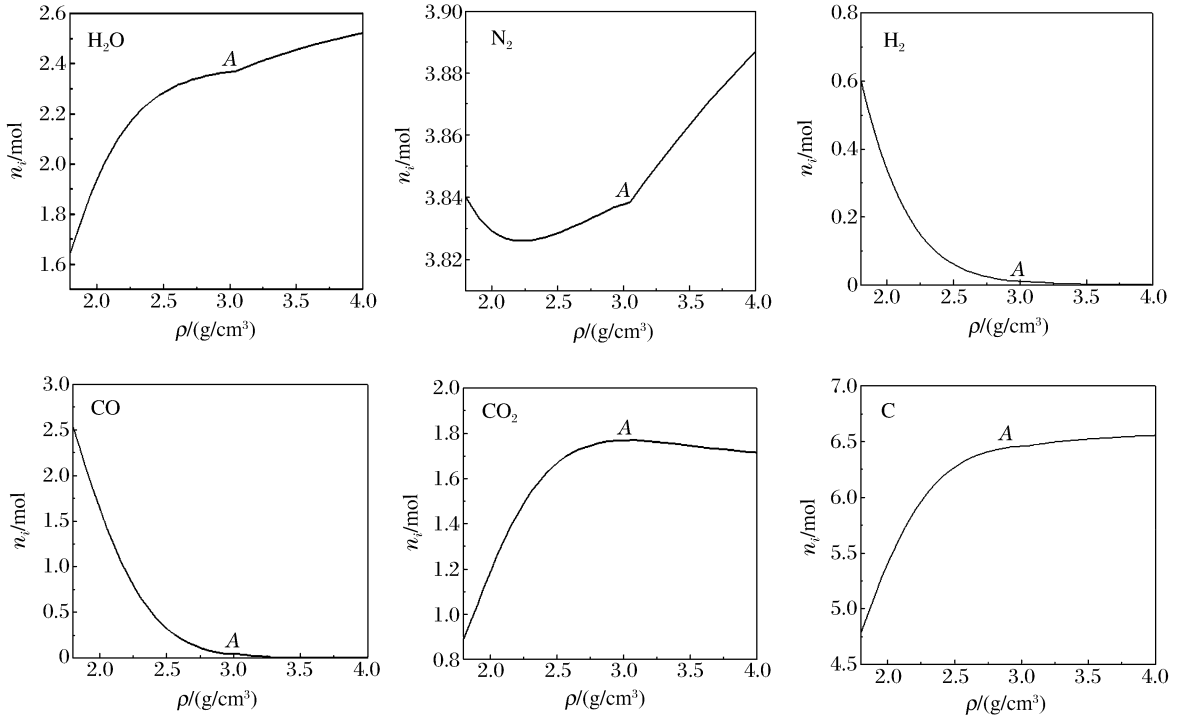 H₂O
A
2.6
2.4
2.2
2.0
1.8
1.6
nᵢ/mol
2.0 2.5 3.0 3.5 4.0
ρ/(g/cm³)
N₂
A
3.90
3.88
3.86
3.84
3.82
nᵢ/mol
2.0 2.5 3.0 3.5 4.0
ρ/(g/cm³)
H₂
A
0.8
0.6
0.4
0.2
0
nᵢ/mol
2.0 2.5 3.0 3.5 4.0
ρ/(g/cm³)
CO
A
3.0
2.5
2.0
1.5
1.0
0.5
0
nᵢ/mol
2.0 2.5 3.0 3.5 4.0
ρ/(g/cm³)
CO₂
A
2.0
1.8
1.6
1.4
1.2
1.0
0.8
nᵢ/mol
2.0 2.5 3.0 3.5 4.0
ρ/(g/cm³)
C
A
7.0
6.5
6.0
5.5
5.0
4.5
nᵢ/mol
2.0 2.5 3.0 3.5 4.0
ρ/(g/cm³)